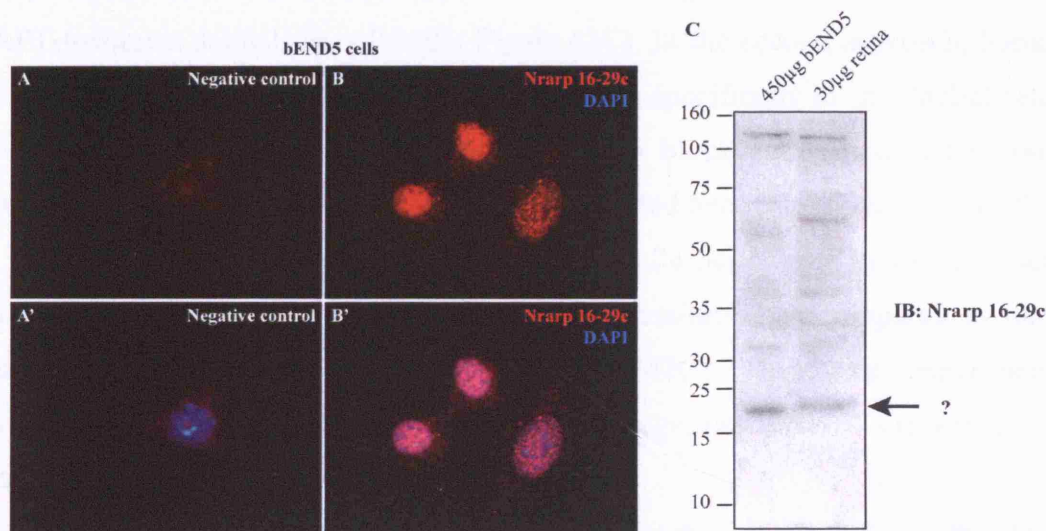 bEND5 cells
A
Negative control
B
Nrarp 16-29c
DAPI
A'
Negative control
B'
Nrarp 16-29c
DAPI
C
450µg bEND5
30µg retina
160
105
75
50
35
30
25
15
10
IB: Nrarp 16-29c
?